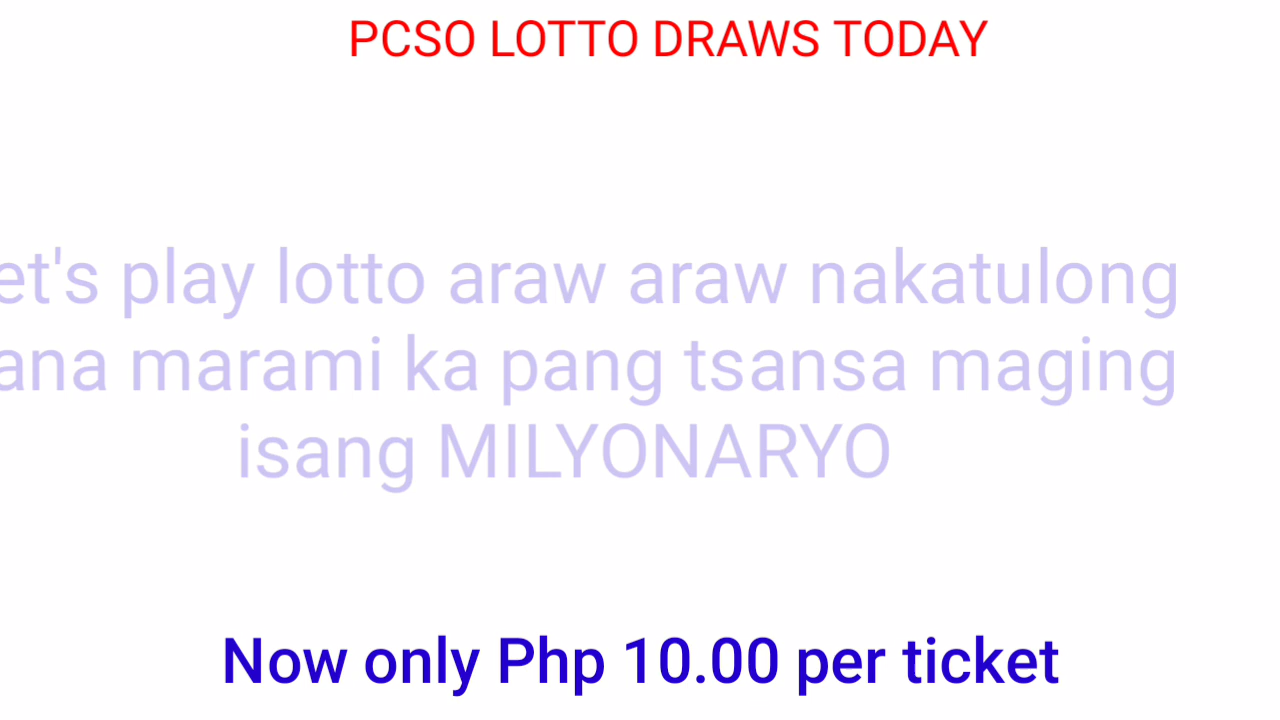 PCSO LOTTO DRAWS TODAY
et's play lotto araw araw nakatulong
ana marami ka pang tsansa maging
isang MILYONARYO
Now only Php 10.00 per ticket